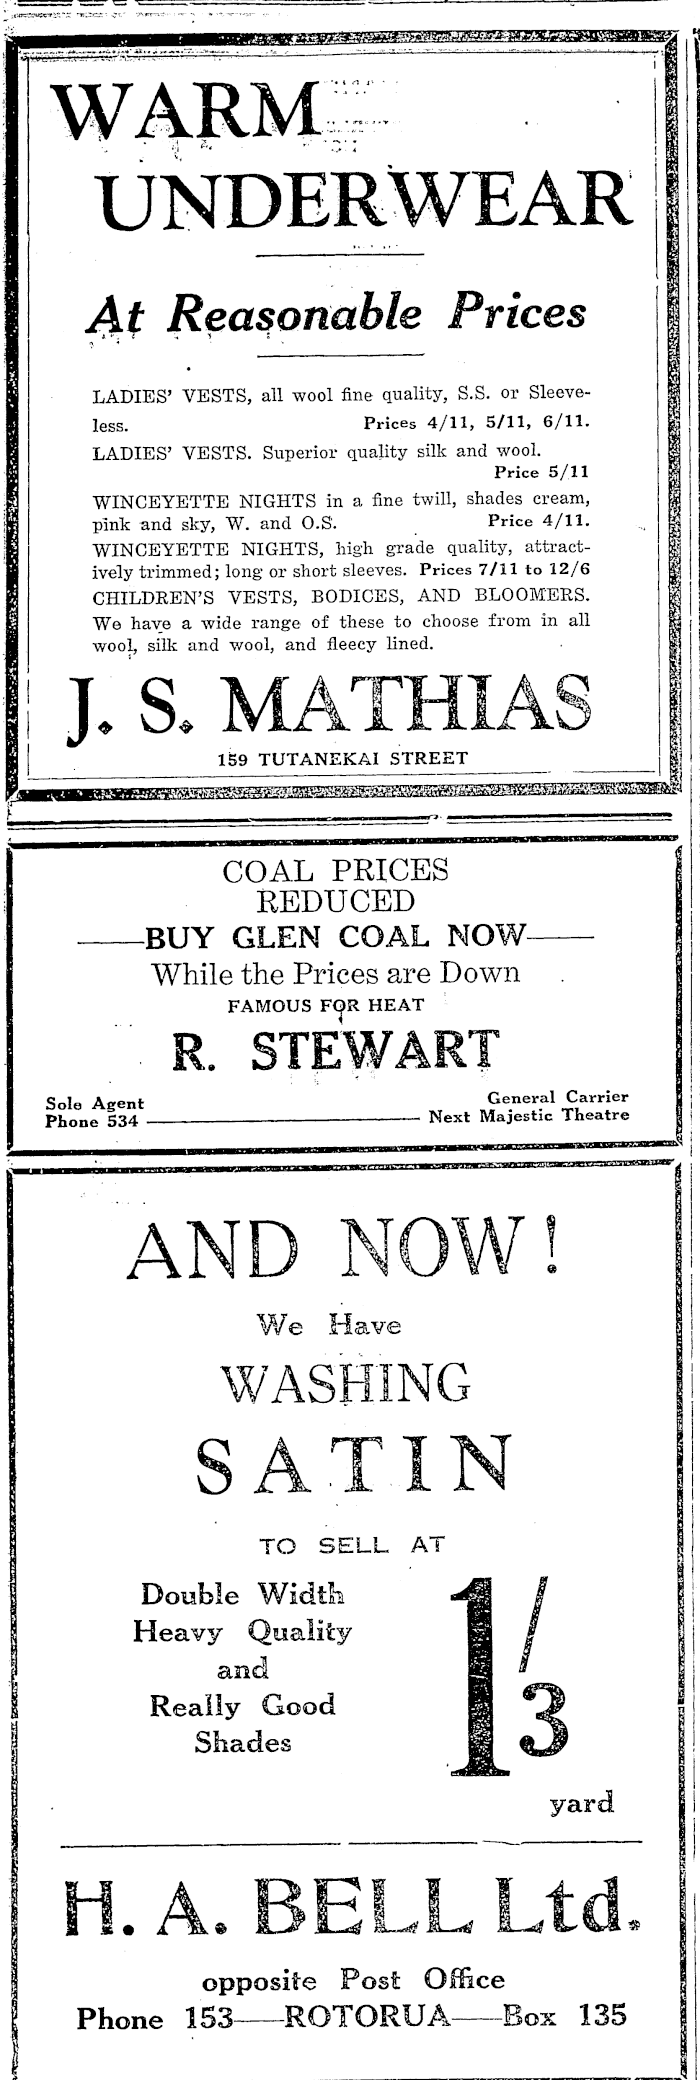 WARM
UNDERWEAR
At Reasonable Prices
LADIES' VESTS, all wool fine quality, S.S. or Sleeve-
less. Prices 4/11, 5/11, 6/11.
LADIES' VESTS. Superior quality silk and wool.
Price 5/11
WINCEYETTE NIGHTS in a fine twill, shades cream,
pink and sky, W. and O.S. Price 4/11.
WINCEYETTE NIGHTS, high grade quality, attract-
ively trimmed; long or short sleeves. Prices 7/11 to 12/6
CHILDREN'S VESTS, BODICES, AND BLOOMERS.
We have a wide range of these to choose from in all
wool, silk and wool, and fleecy lined.
J. S. MATHIAS
159 TUTANEKAI STREET
COAL PRICES
REDUCED
BUY GLEN COAL NOW
While the Prices are Down
FAMOUS FOR HEAT
R. STEWART
Sole Agent General Carrier
Phone 534 Next Majestic Theatre
AND NOW!
We Have
WASHING
SATIN
TO SELL AT
Double Width
Heavy Quality
and
Really Good
Shades
1/3
yard
H. A. BELL Ltd.
opposite Post Office
Phone 153—ROTORUA—Box 135